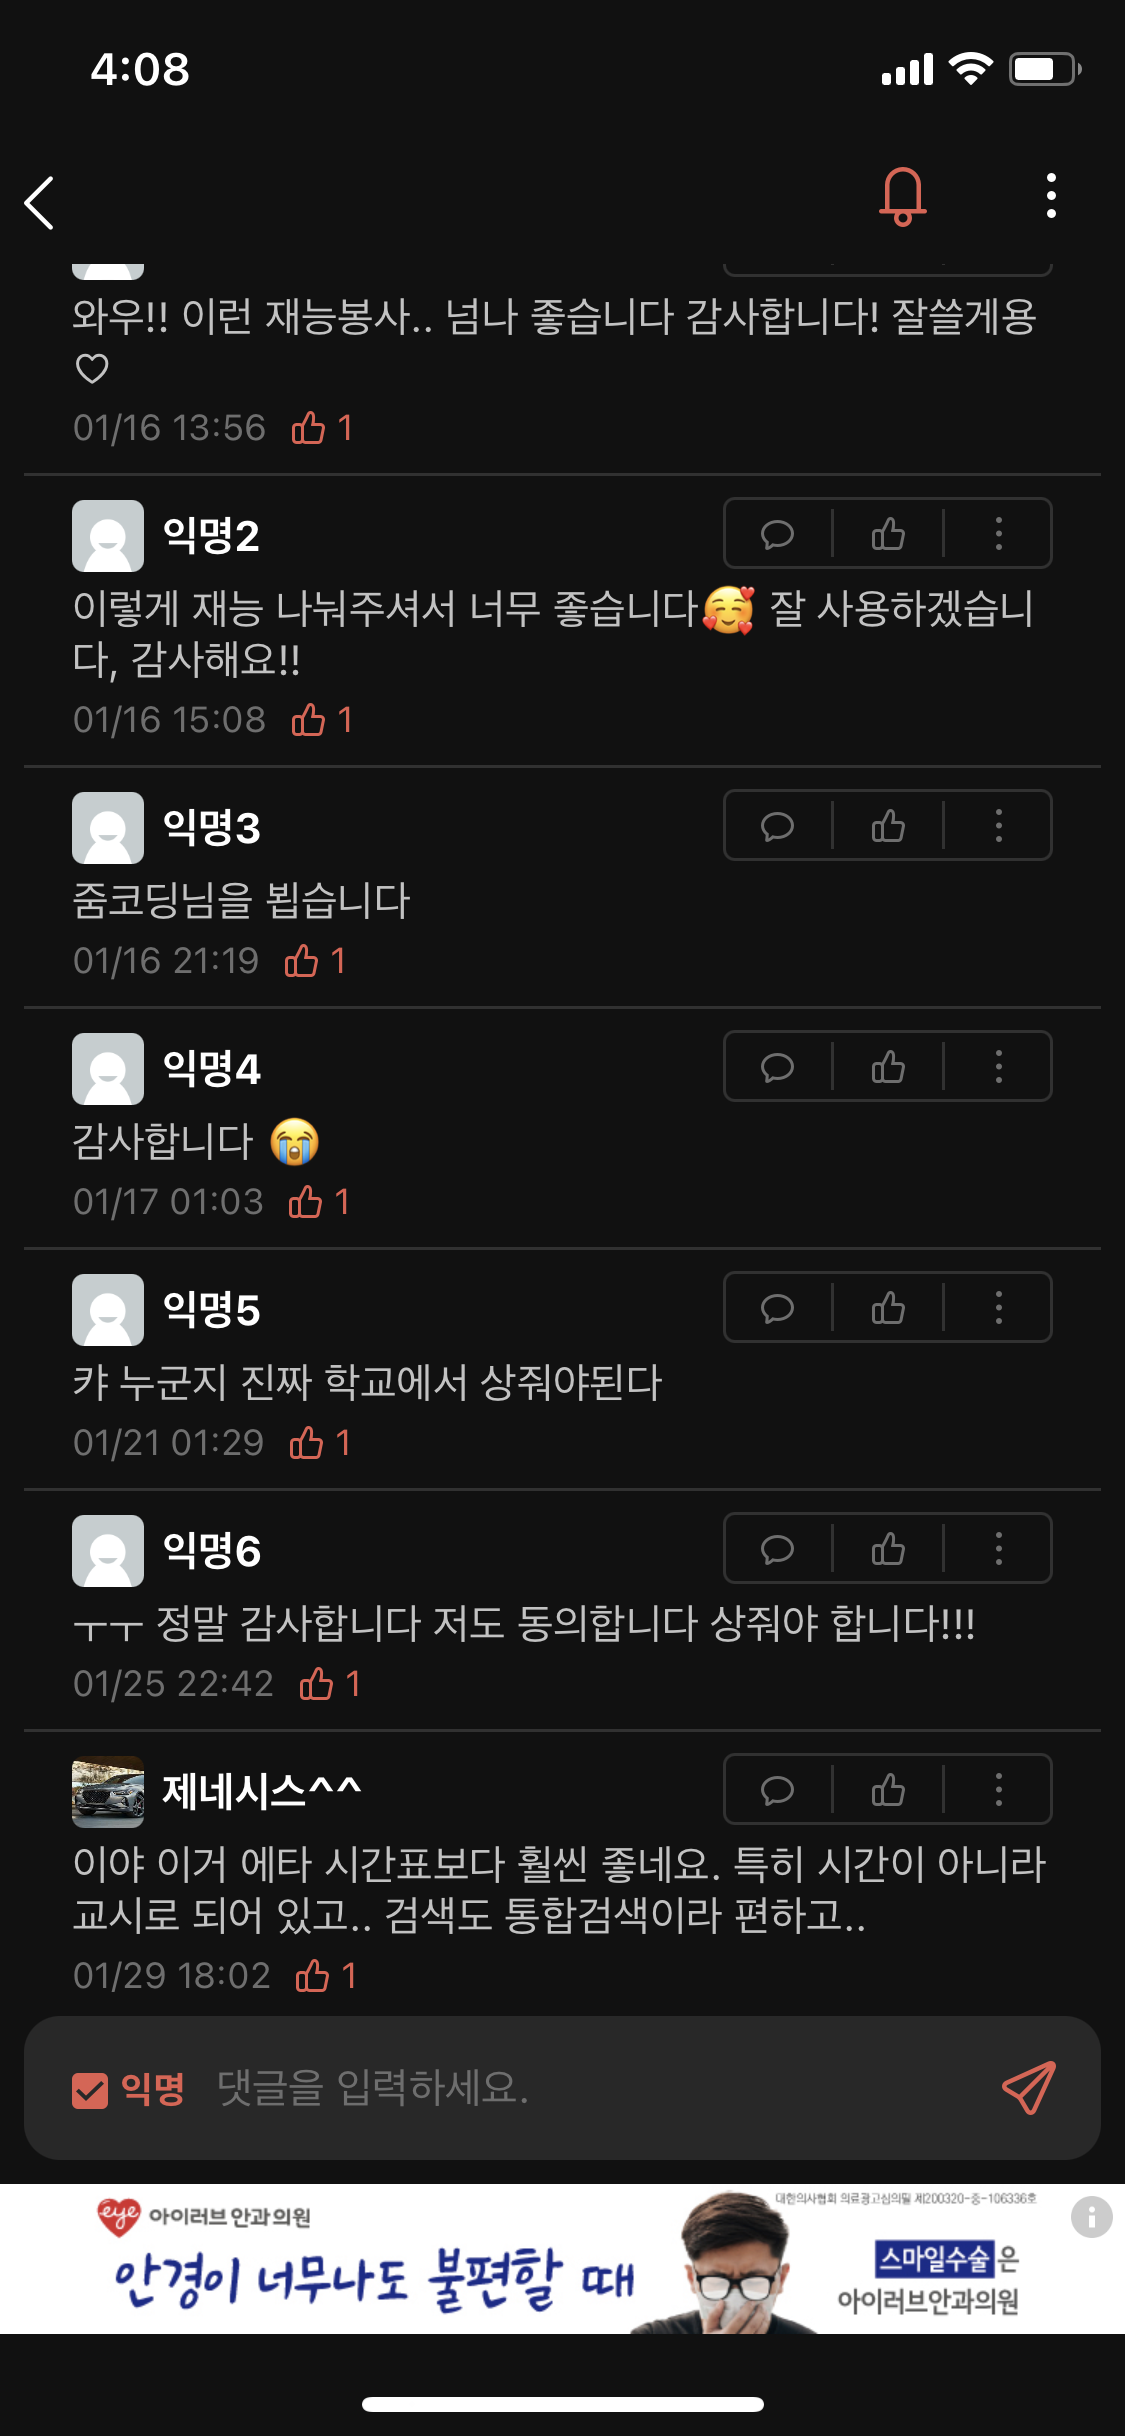 4:08
와우!! 이런 재능봉사.. 넘나 좋습니다 감사합니다! 잘쓸게용
♡
01/16 13:56 1
익명2
이렇게 재능 나눠주셔서 너무 좋습니다🥰 잘 사용하겠습니
다, 감사해요!!
01/16 15:08 1
익명3
줌코딩님을 뵙습니다
01/16 21:19 1
익명4
감사합니다 😭
01/17 01:03 1
익명5
캬 누군지 진짜 학교에서 상줘야된다
01/21 01:29 1
익명6
ㅜㅜ 정말 감사합니다 저도 동의합니다 상줘야 합니다!!!
01/25 22:42 1
제네시스^^
이야 이거 에타 시간표보다 훨씬 좋네요. 특히 시간이 아니라
교시로 되어 있고.. 검색도 통합검색이라 편하고..
01/29 18:02 1
익명 댓글을 입력하세요.
eye 아이러브안과의원
안경이 너무나도 불편할 때
대한의사협회 의료광고심의필 제200320-중-106336호
스마일수술은
아이러브안과의원